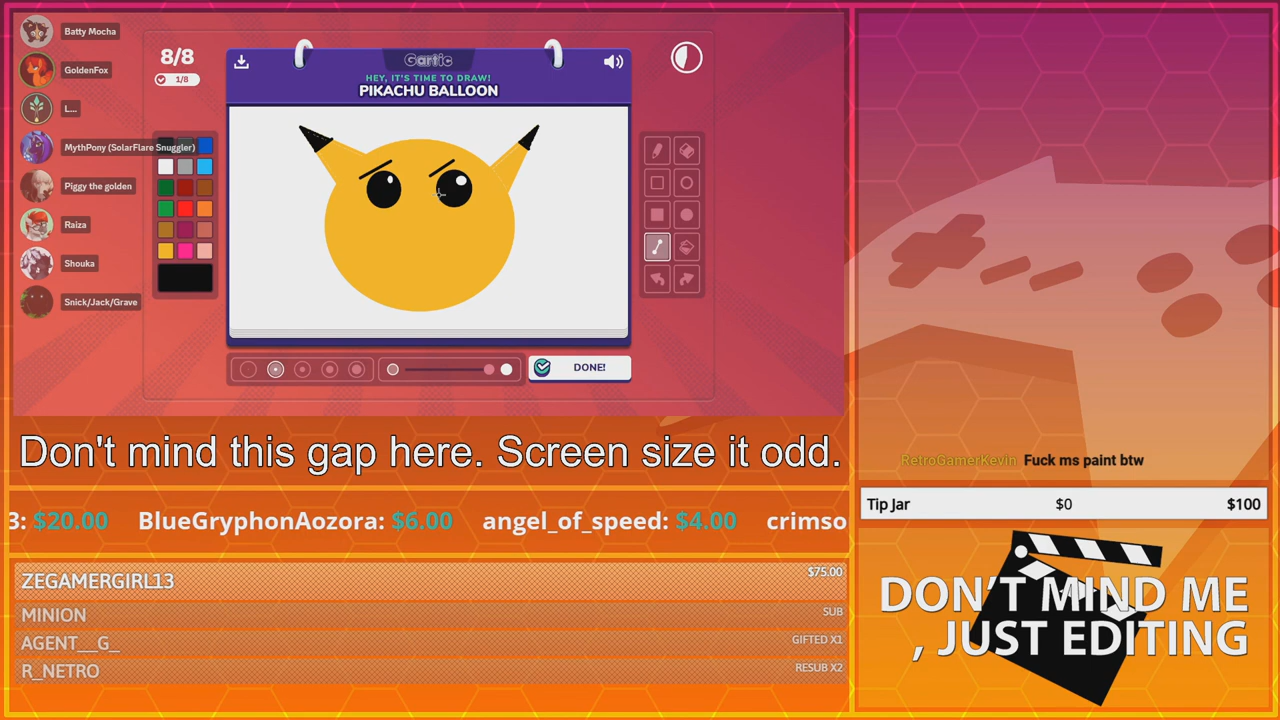 Batty Mocha
GoldenFox
L...
MythPony (SolarFlare Snuggler)
Piggy the golden
Raiza
Shouka
Snick/Jack/Grave
8/8
1/8
Gartic
HEY, IT'S TIME TO DRAW!
PIKACHU BALLOON
DONE!
Don't mind this gap here. Screen size it odd.
3: $20.00 BlueGryphonAozora: $6.00 angel_of_speed: $4.00 crimso
ZEGAMERGIRL13 $75.00
MINION SUB
AGENT__G_ GIFTED X1
R_NETRO RESUB X2
RetroGamerKevin Fuck ms paint btw
Tip Jar $0 $100
DON'T MIND ME
, JUST EDITING